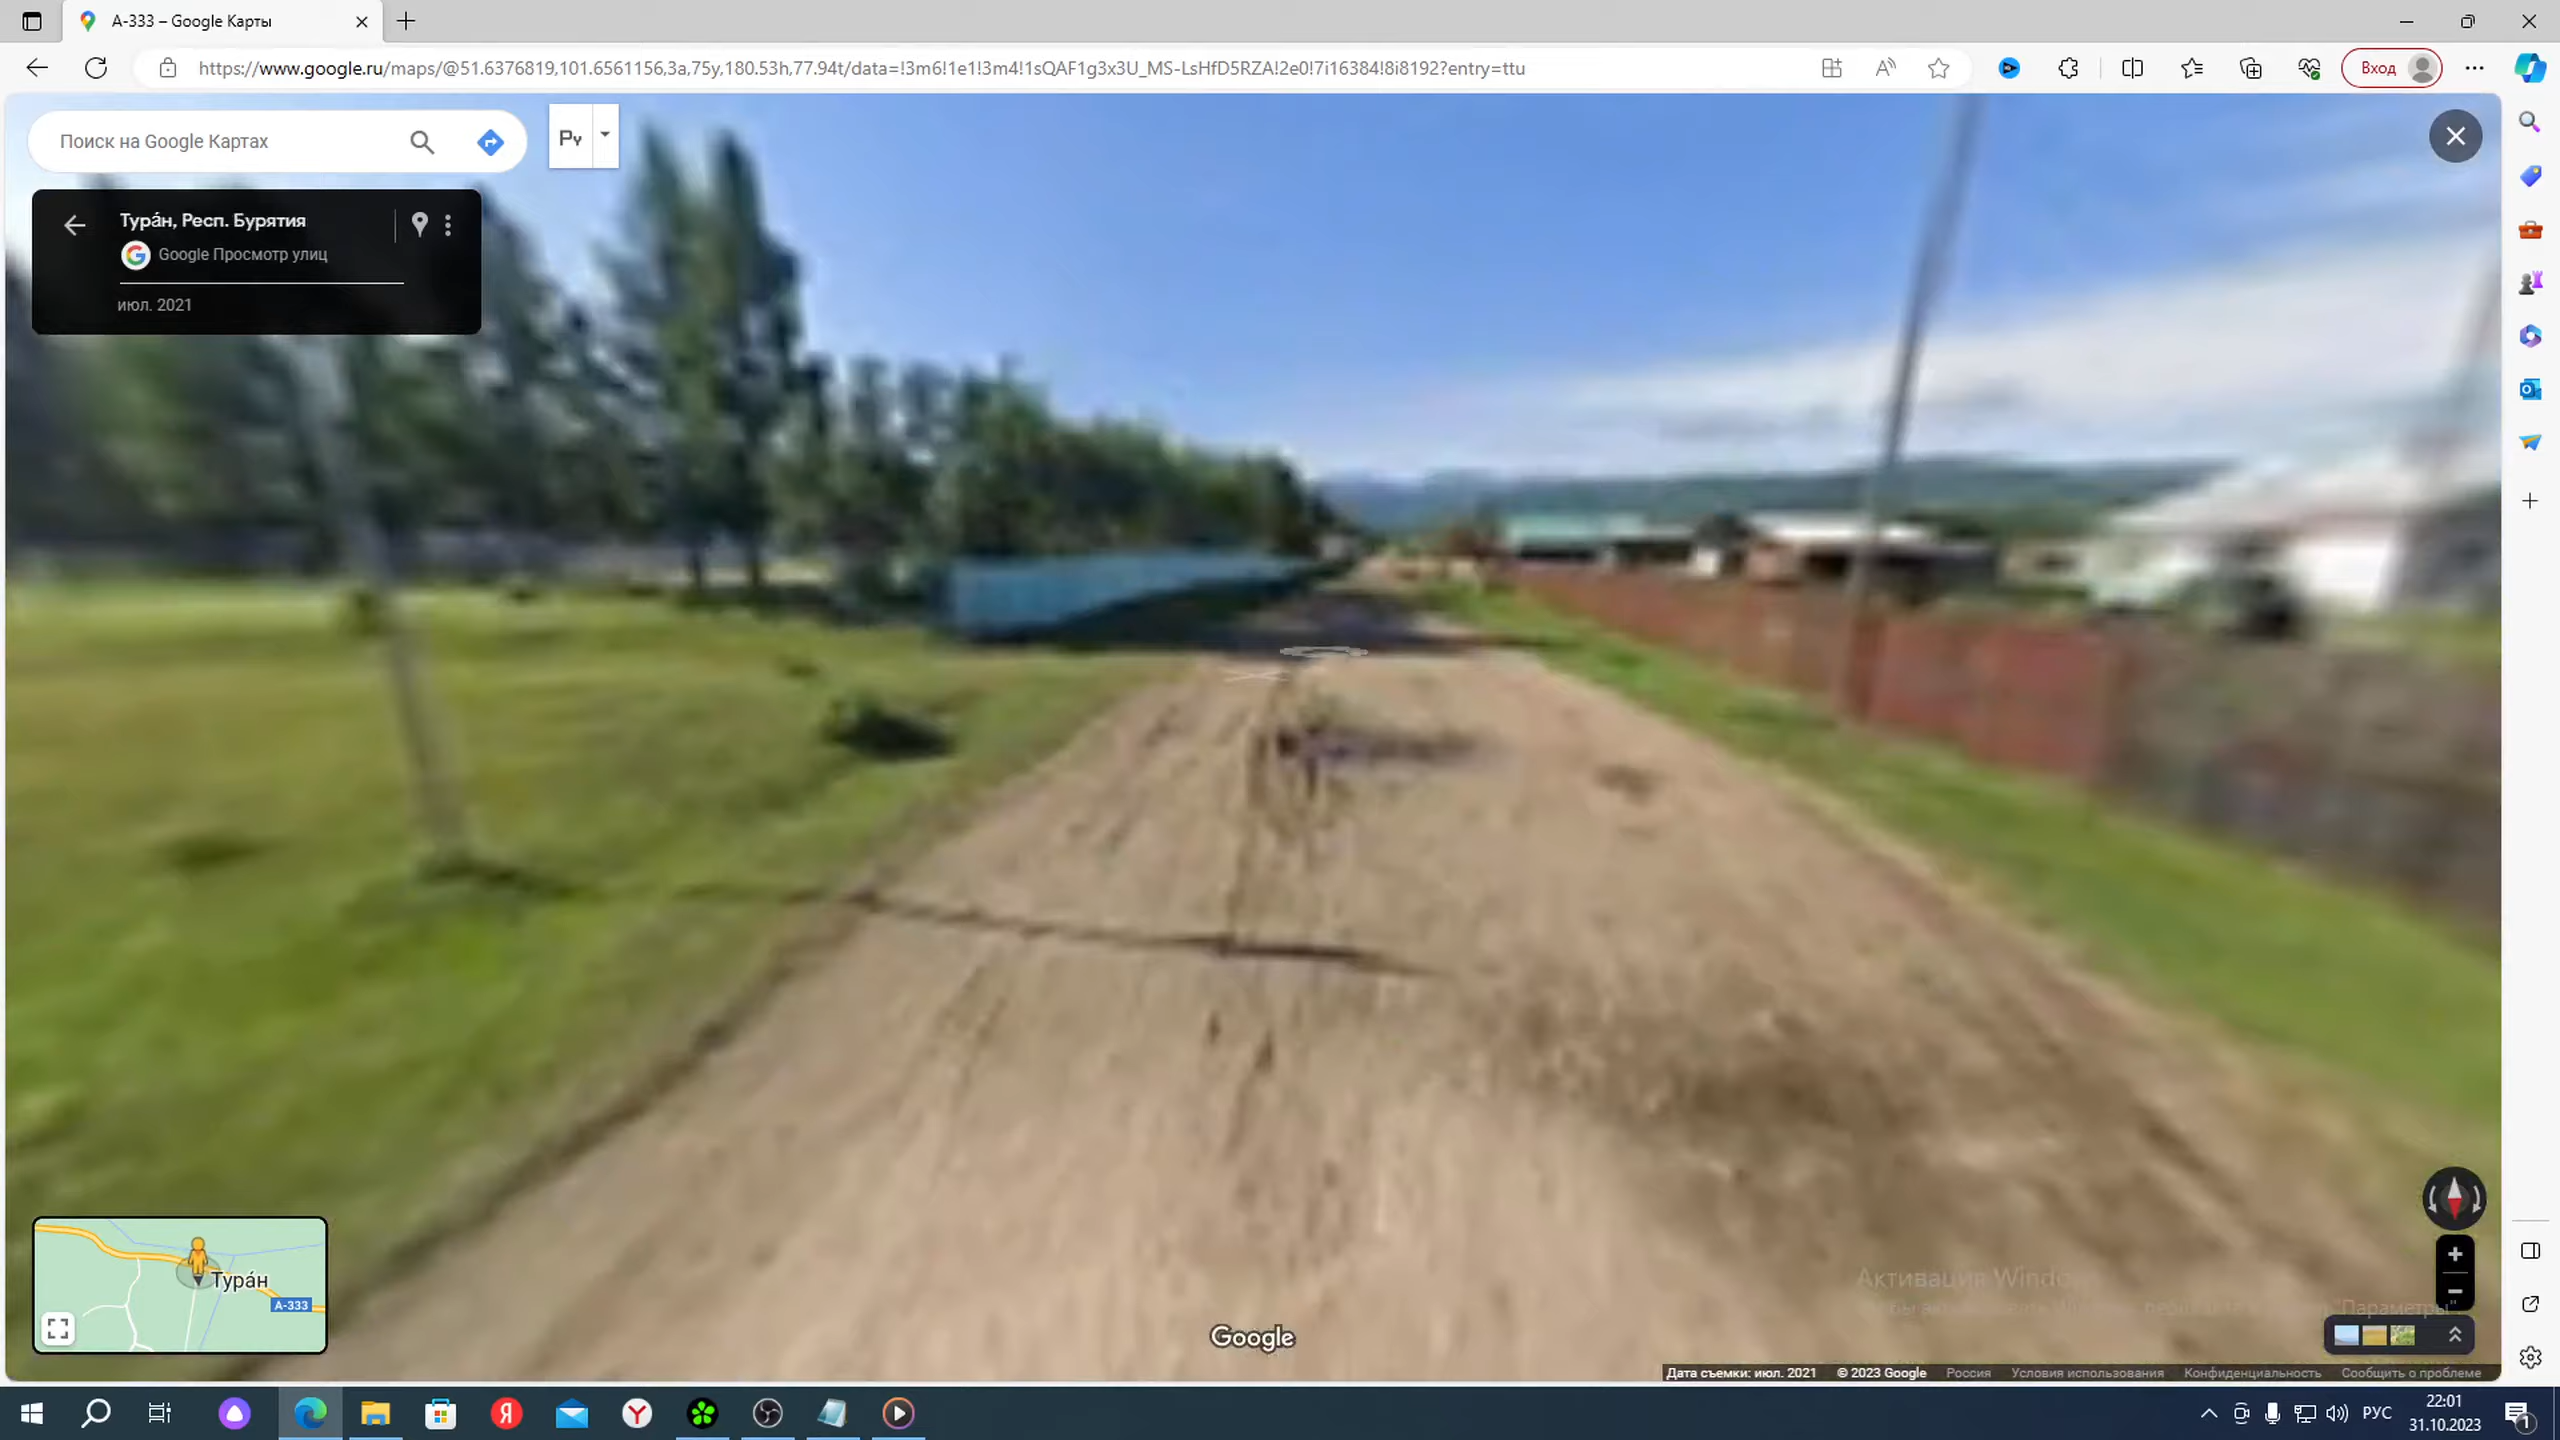 A-333 – Google Карты
https://www.google.ru/maps/@51.6376819,101.6561156,3a,75y,180.53h,77.94t/data=!3m6!1e1!3m4!1sQAF1g3x3U_MS-LsHfD5RZA!2e0!7i16384!8i8192?entry=ttu
Вход
Поиск на Google Картах
Ру
Тура́н, Респ. Бурятия
Google Просмотр улиц
июл. 2021
Тура́н
A-333
Активация Windows
Google
Дата съемки: июл. 2021 © 2023 Google Россия Условия использования Конфиденциальность Сообщить о проблеме
РУС
22:01
31.10.2023
1